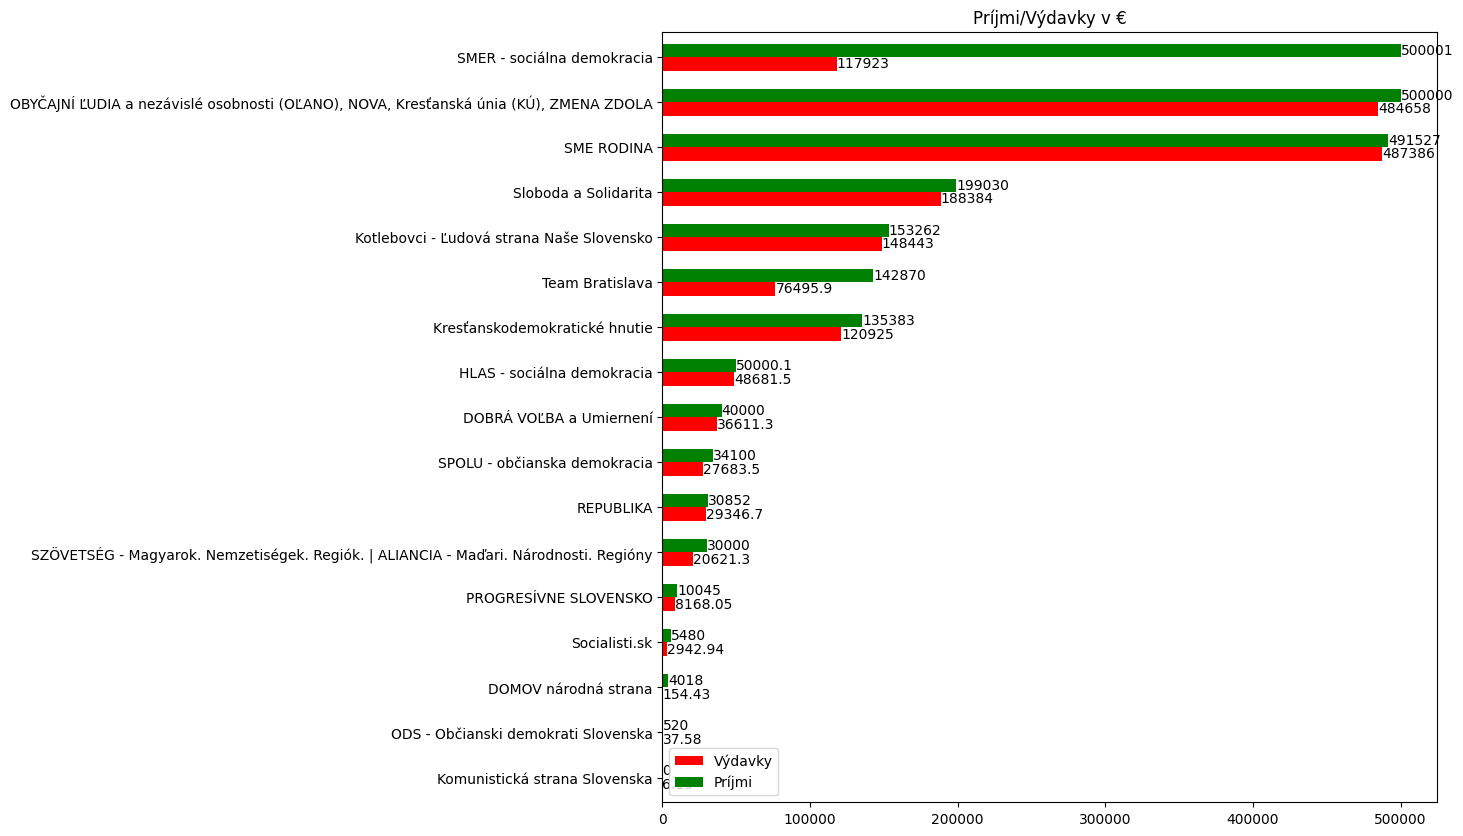 Príjmi/Výdavky v €
SMER - sociálna demokracia
500001
117923
OBYČAJNÍ ĽUDIA a nezávislé osobnosti (OĽANO), NOVA, Kresťanská únia (KÚ), ZMENA ZDOLA
500000
484658
SME RODINA
491527
487386
Sloboda a Solidarita
199030
188384
Kotlebovci - Ľudová strana Naše Slovensko
153262
148443
Team Bratislava
142870
76495.9
Kresťanskodemokratické hnutie
135383
120925
HLAS - sociálna demokracia
50000.1
48681.5
DOBRÁ VOĽBA a Umiernení
40000
36611.3
SPOLU - občianska demokracia
34100
27683.5
REPUBLIKA
30852
29346.7
SZÖVETSÉG - Magyarok. Nemzetiségek. Regiók. | ALIANCIA - Maďari. Národnosti. Regióny
30000
20621.3
PROGRESÍVNE SLOVENSKO
10045
8168.05
Socialisti.sk
5480
2942.94
DOMOV národná strana
4018
154.43
ODS - Občianski demokrati Slovenska
520
37.58
Komunistická strana Slovenska
0
Výdavky
Príjmi
0 100000 200000 300000 400000 500000